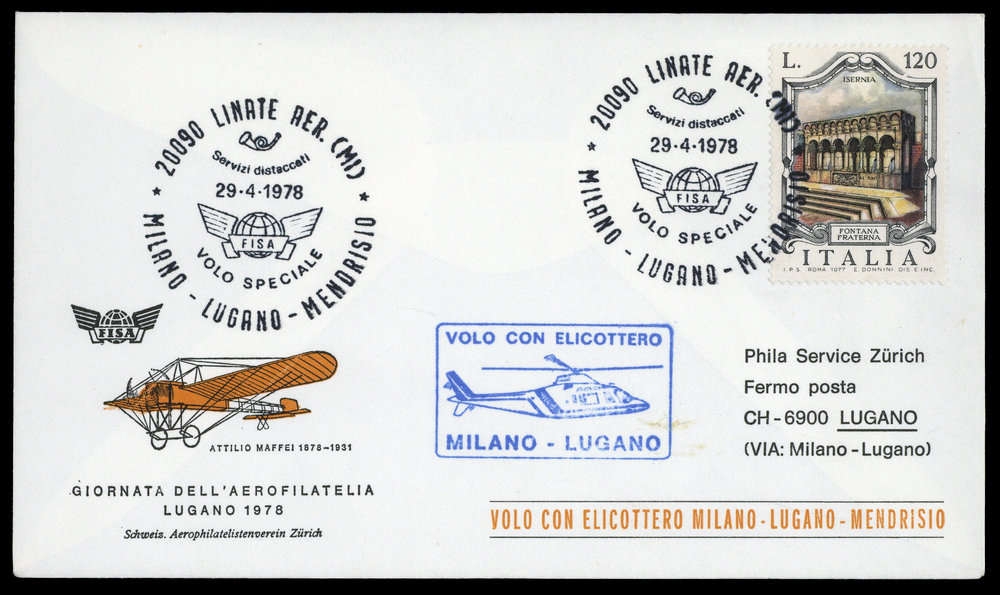 20090 LINATE AER. (MI)
Servizi distaccati
29·4·1978
FISA
VOLO SPECIALE
* MILANO - LUGANO - MENDRISIO *
20090 LINATE AER. (MI)
Servizi distaccati
29·4·1978
FISA
VOLO SPECIALE
* MILANO - LUGANO - MENDRISIO *
L. 120
ISERNIA
FONTANA
FRATERNA
ITALIA
I.P.S. ROMA 1977 E. DONNINI DIS. E INC.
FISA
ATTILIO MAFFEI 1878-1931
GIORNATA DELL'AEROFILATELIA
LUGANO 1978
Schweiz. Aerophilatelistenverein Zürich
VOLO CON ELICOTTERO
MILANO - LUGANO
Phila Service Zürich
Fermo posta
CH-6900 LUGANO
(VIA: Milano-Lugano)
VOLO CON ELICOTTERO MILANO-LUGANO-MENDRISIO